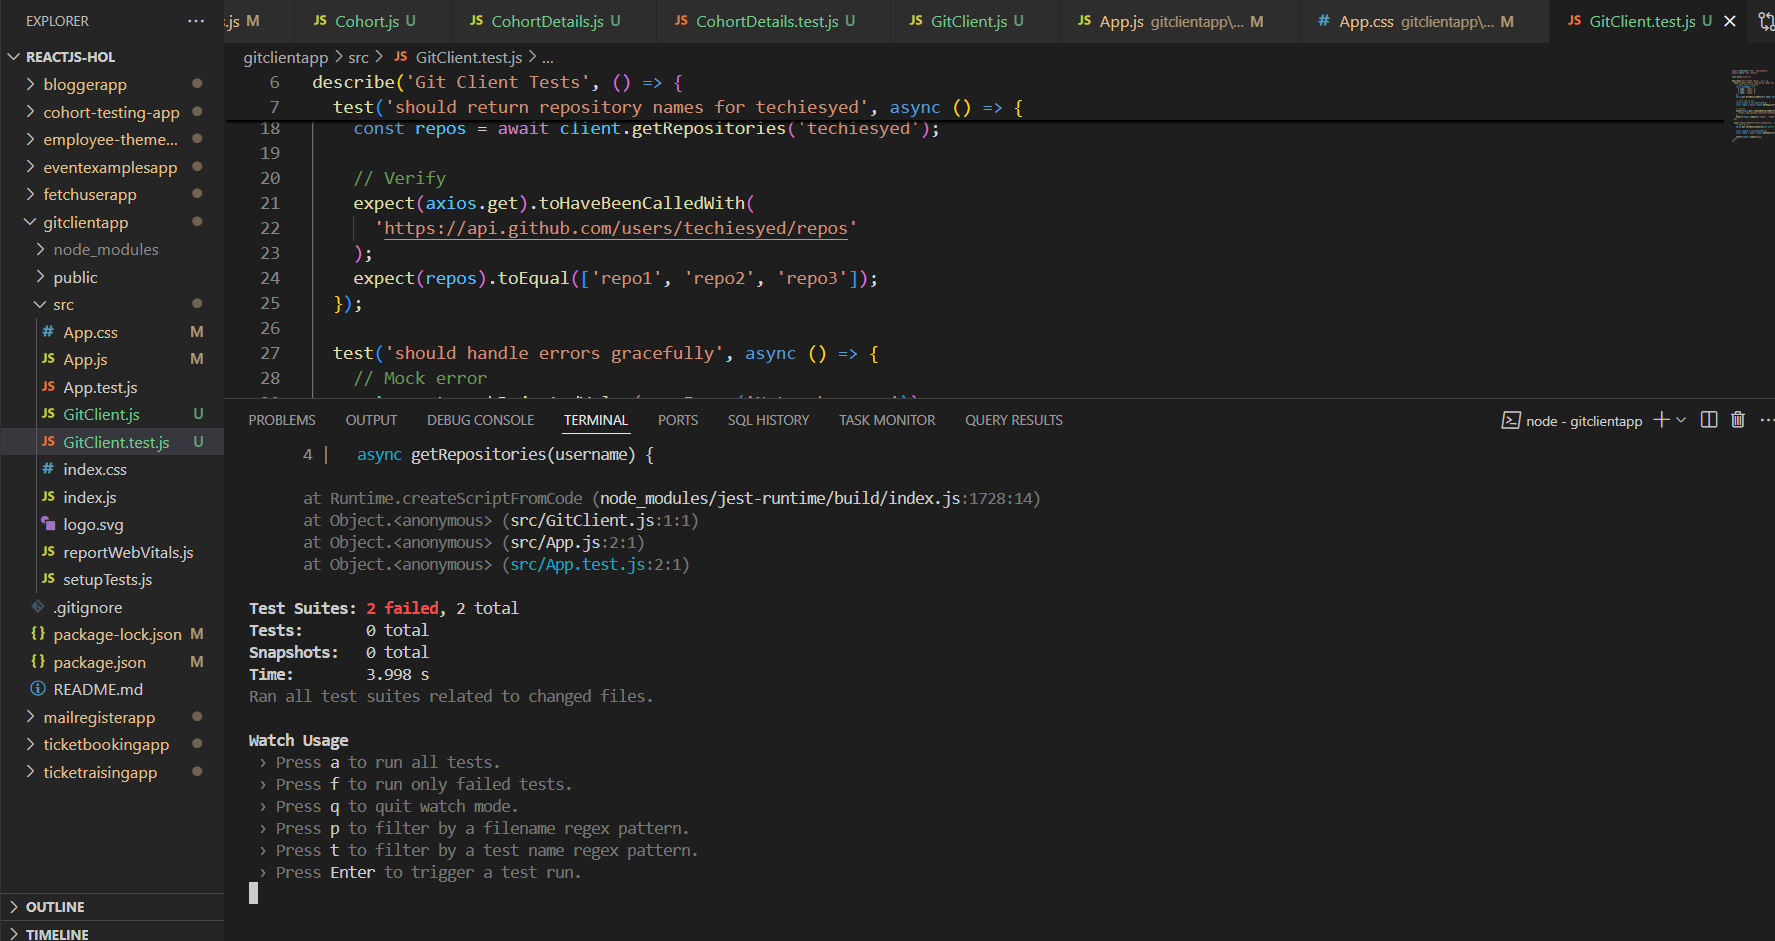 EXPLORER ···
REACTJS-HOL
bloggerapp
cohort-testing-app
employee-theme...
eventexamplesapp
fetchuserapp
gitclientapp
node_modules
public
src
# App.css M
JS App.js M
JS App.test.js
JS GitClient.js U
JS GitClient.test.js U
# index.css
JS index.js
logo.svg
JS reportWebVitals.js
JS setupTests.js
.gitignore
{} package-lock.json M
{} package.json M
README.md
mailregisterapp
ticketbookingapp
ticketraisingapp
OUTLINE
TIMELINE
.js M JS Cohort.js U JS CohortDetails.js U JS CohortDetails.test.js U JS GitClient.js U JS App.js gitclientapp\... M # App.css gitclientapp\... M JS GitClient.test.js U
gitclientapp > src > JS GitClient.test.js > ...
6 describe('Git Client Tests', () => {
7 test('should return repository names for techiesyed', async () => {
18 const repos = await client.getRepositories('techiesyed');
19
20 // Verify
21 expect(axios.get).toHaveBeenCalledWith(
22 'https://api.github.com/users/techiesyed/repos'
23 );
24 expect(repos).toEqual(['repo1', 'repo2', 'repo3']);
25 });
26
27 test('should handle errors gracefully', async () => {
28 // Mock error
PROBLEMS OUTPUT DEBUG CONSOLE TERMINAL PORTS SQL HISTORY TASK MONITOR QUERY RESULTS node - gitclientapp
4 | async getRepositories(username) {
at Runtime.createScriptFromCode (node_modules/jest-runtime/build/index.js:1728:14)
at Object.<anonymous> (src/GitClient.js:1:1)
at Object.<anonymous> (src/App.js:2:1)
at Object.<anonymous> (src/App.test.js:2:1)
Test Suites: 2 failed, 2 total
Tests: 0 total
Snapshots: 0 total
Time: 3.998 s
Ran all test suites related to changed files.
Watch Usage
› Press a to run all tests.
› Press f to run only failed tests.
› Press q to quit watch mode.
› Press p to filter by a filename regex pattern.
› Press t to filter by a test name regex pattern.
› Press Enter to trigger a test run.